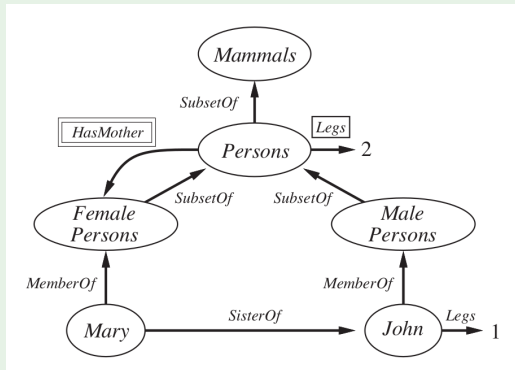 Mammals
SubsetOf
HasMother
Legs
Persons
2
SubsetOf
SubsetOf
Female
Persons
Male
Persons
MemberOf
MemberOf
SisterOf
Legs
Mary
John
1